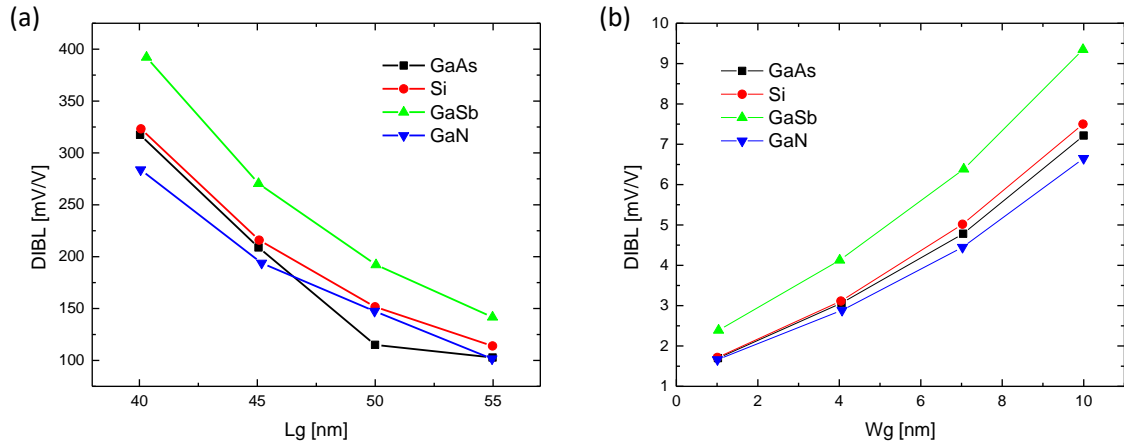 (a)
400
350
300
250
200
150
100
DIBL [mV/V]
40
45
50
55
Lg [nm]
GaAs
Si
GaSb
GaN
(b)
10
9
8
7
6
5
4
3
2
1
DIBL [mV/V]
0
2
4
6
8
10
Wg [nm]
GaAs
Si
GaSb
GaN